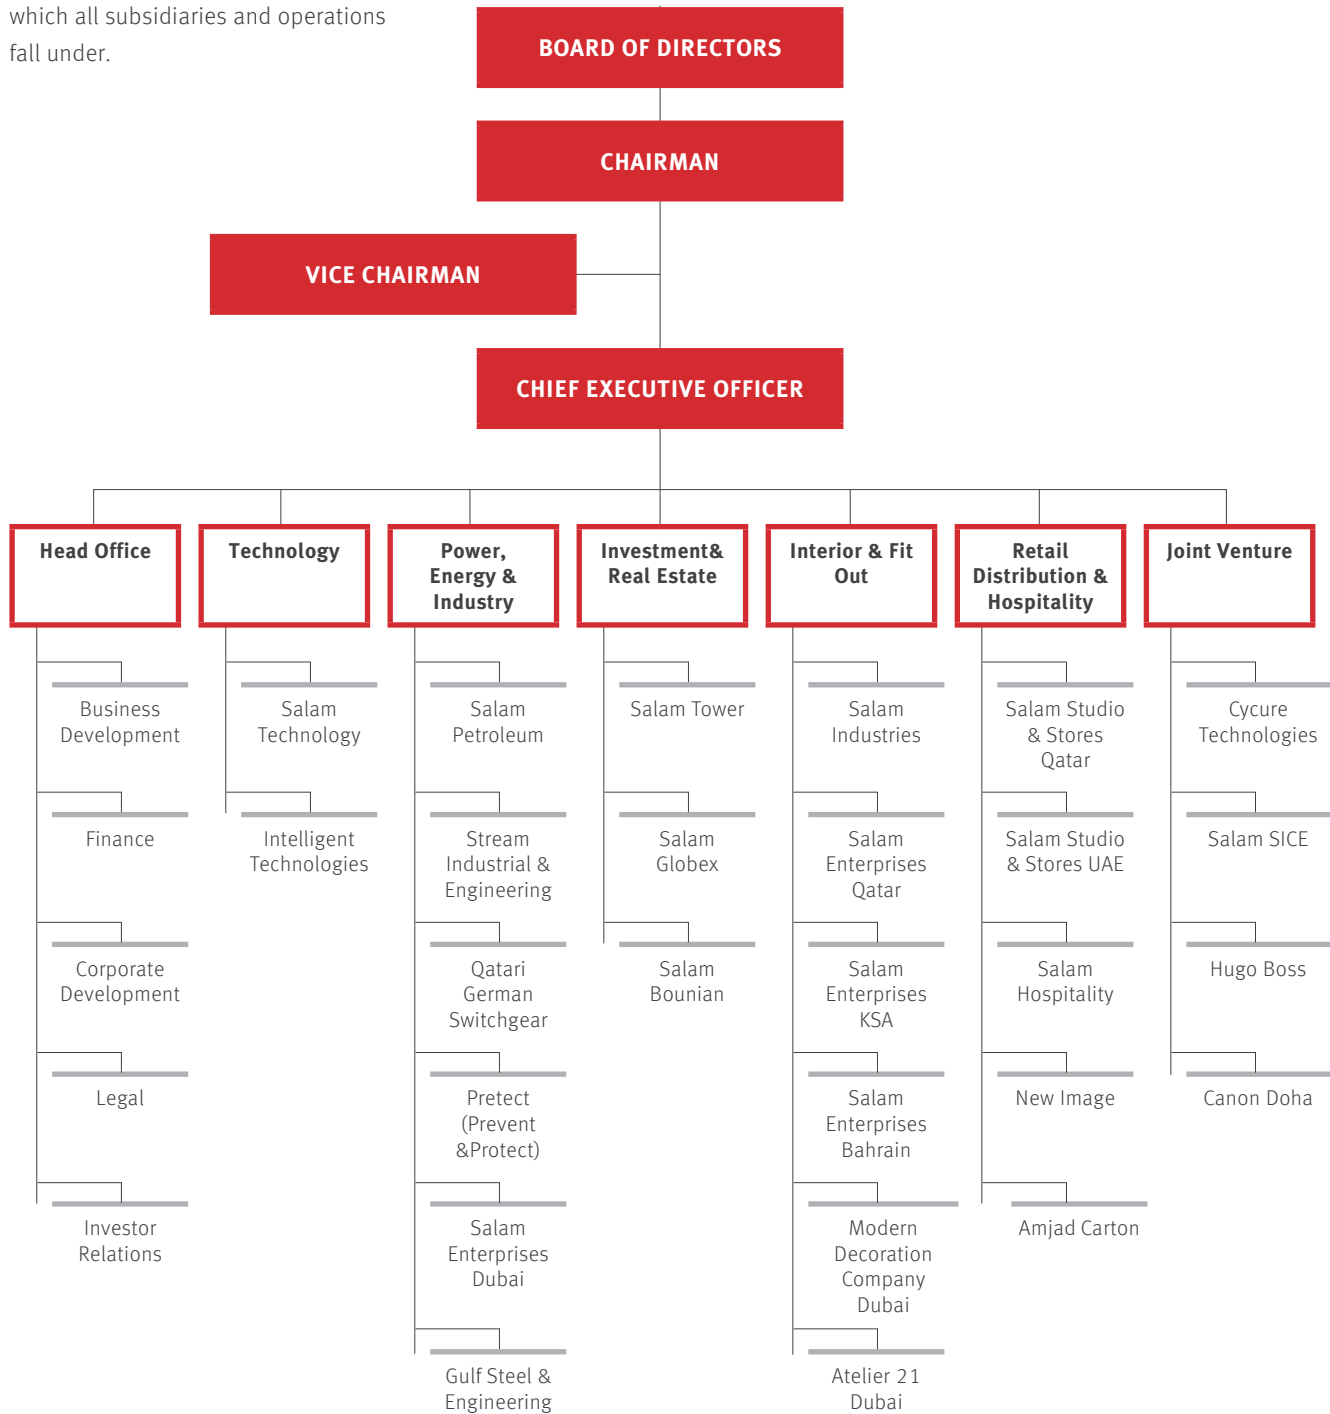 which all subsidiaries and operations
fall under.
BOARD OF DIRECTORS
CHAIRMAN
VICE CHAIRMAN
CHIEF EXECUTIVE OFFICER
Head Office
Business
Development
Finance
Corporate
Development
Legal
Investor
Relations
Technology
Salam
Technology
Intelligent
Technologies
Power,
Energy &
Industry
Salam
Petroleum
Stream
Industrial &
Engineering
Qatari
German
Switchgear
Pretect
(Prevent
&Protect)
Salam
Enterprises
Dubai
Gulf Steel &
Engineering
Investment&
Real Estate
Salam Tower
Salam
Globex
Salam
Bounian
Interior & Fit
Out
Salam
Industries
Salam
Enterprises
Qatar
Salam
Enterprises
KSA
Salam
Enterprises
Bahrain
Modern
Decoration
Company
Dubai
Atelier 21
Dubai
Retail
Distribution &
Hospitality
Salam Studio
& Stores
Qatar
Salam Studio
& Stores UAE
Salam
Hospitality
New Image
Amjad Carton
Joint Venture
Cycure
Technologies
Salam SICE
Hugo Boss
Canon Doha